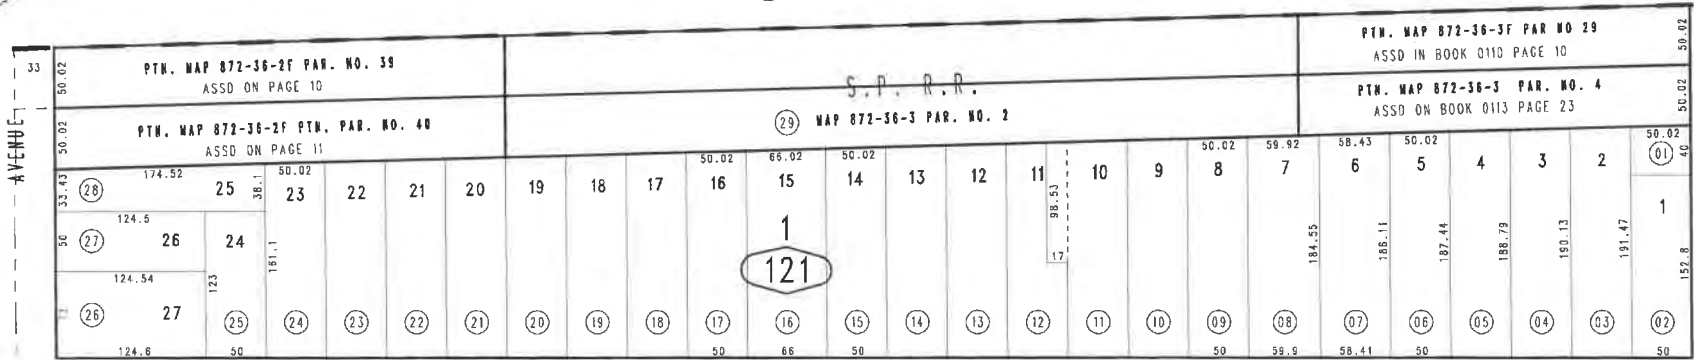 33
AVENUE
50.02
PTN. MAP 872-36-2F PAR. NO. 39
ASSD ON PAGE 10
50.02
PTN. MAP 872-36-2F PTN. PAR. NO. 40
ASSD ON PAGE 11
S.P. R.R.
29 MAP 872-36-3 PAR. NO. 2
PTN. MAP 872-36-3F PAR NO 29
ASSD IN BOOK 0110 PAGE 10
50.02
PTN. MAP 872-36-3 PAR. NO. 4
ASSD ON BOOK 0113 PAGE 23
50.02
50.02 50.02 66.02 50.02 50.02 59.92 58.43 50.02 50.02
33.43 28 174.52 25 38.1 23 22 21 20 19 18 17 16 15 14 13 12 11 10 9 8 7 6 5 4 3 2 01 40
1
124.5
50 27 26 24
161.1
1
121
98.53
17
184.55 186.11 187.44 188.79 190.13 191.47 152.8
124.54
123
26 27
25 24 23 22 21 20 19 18 17 16 15 14 13 12 11 10 09 08 07 06 05 04 03 02
124.6 50 50 66 50 50 59.9 58.41 50 50